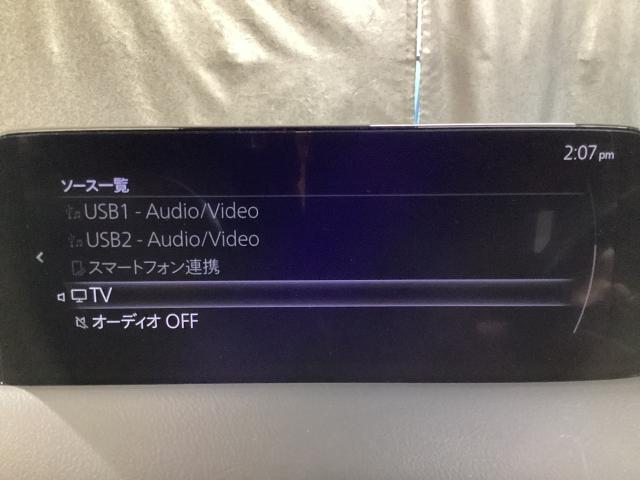 2:07 pm
ソース一覧
USB1 - Audio/Video
USB2 - Audio/Video
スマートフォン連携
TV
オーディオ OFF